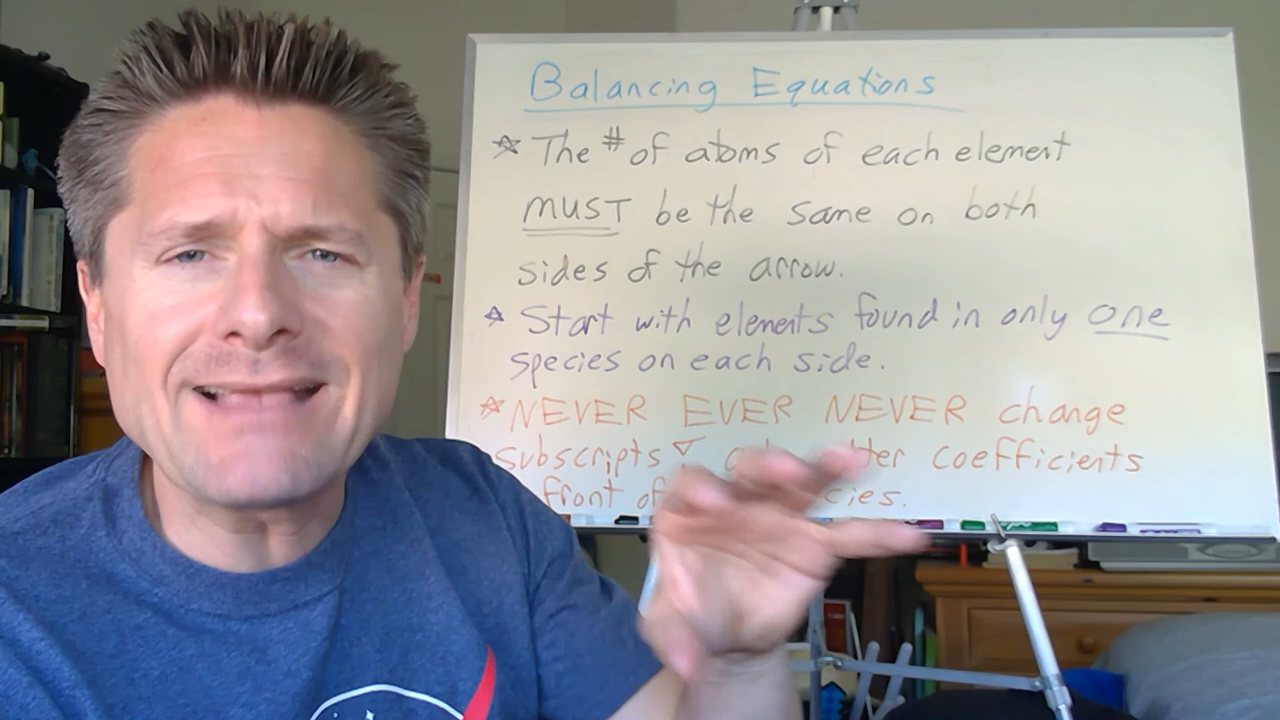 Balancing Equations
☆ The # of atoms of each element
MUST be the same on both
sides of the arrow.
☆ Start with elements found in only one
species on each side.
☆ NEVER EVER NEVER change
subscripts coefficients
front of